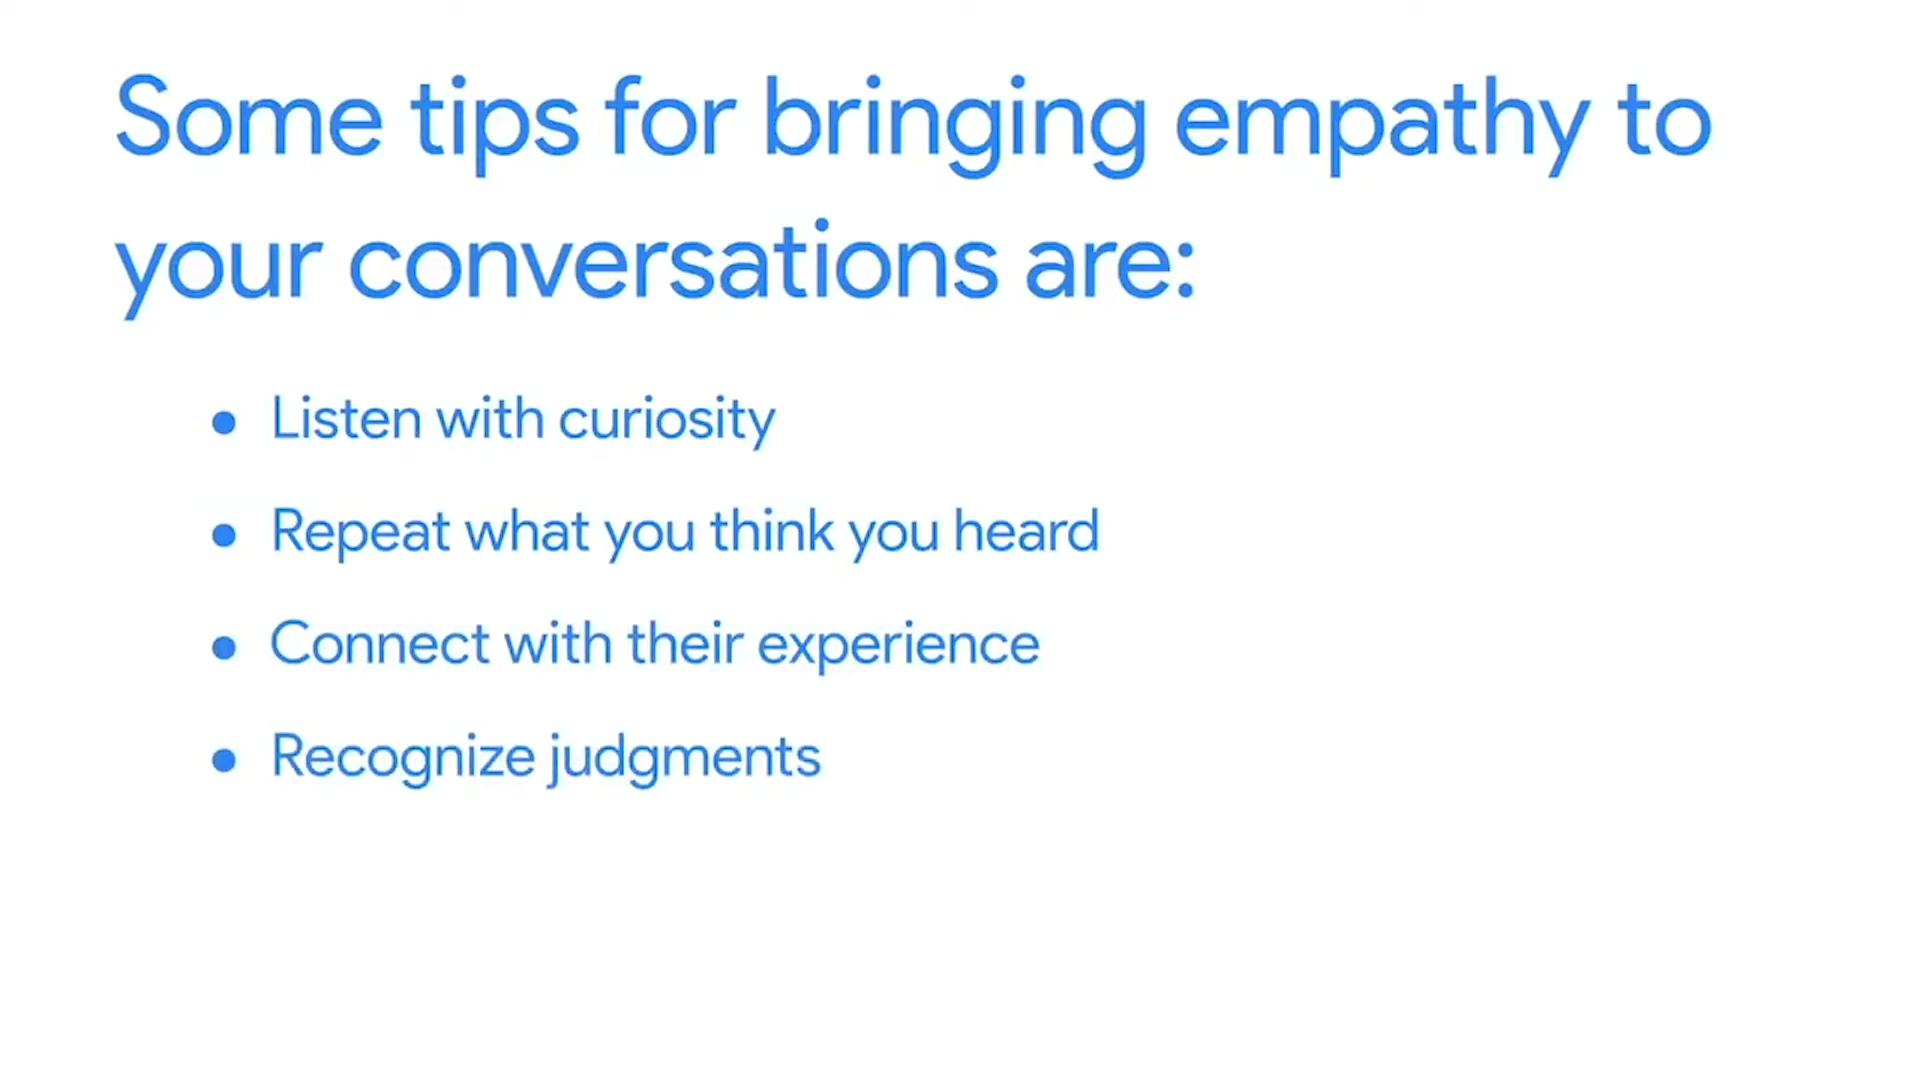 Some tips for bringing empathy to
your conversations are:
● Listen with curiosity
● Repeat what you think you heard
● Connect with their experience
● Recognize judgments